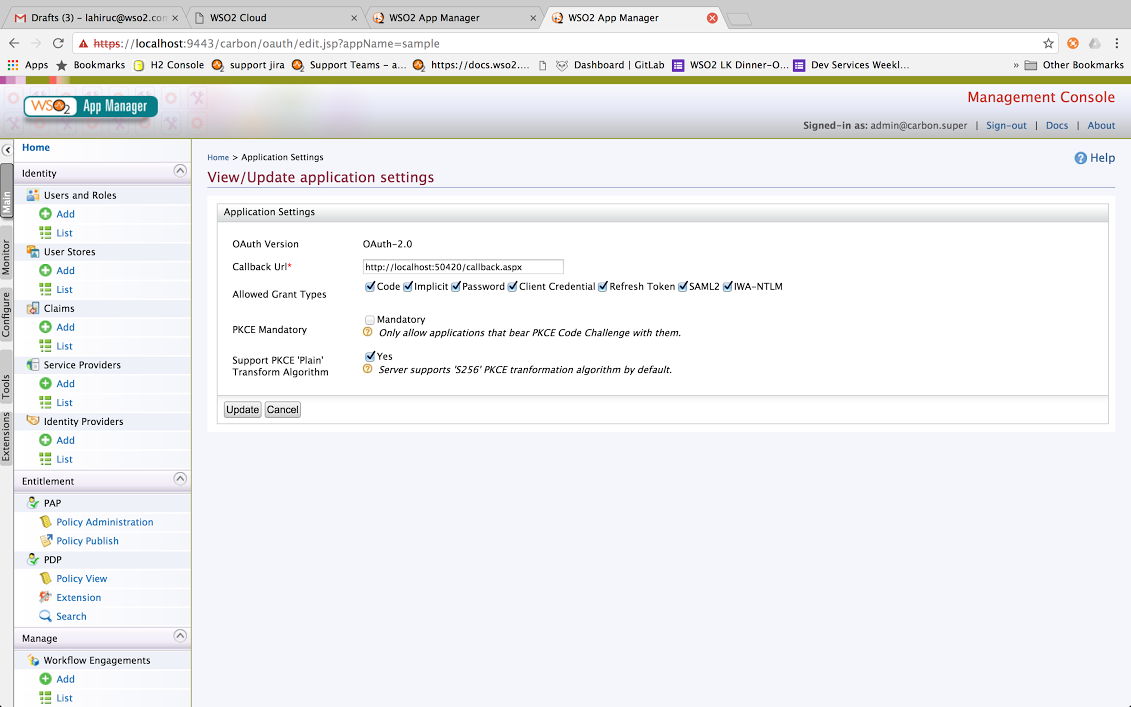 Drafts (3) – lahiruc@wso2.com
WSO2 Cloud
WSO2 App Manager
WSO2 App Manager
https://localhost:9443/carbon/oauth/edit.jsp?appName=sample
Apps
Bookmarks
H2 Console
support jira
Support Teams – a...
https://docs.wso2....
Dashboard | GitLab
WSO2 LK Dinner–O...
Dev Services Weekl...
» Other Bookmarks
WSO2 App Manager
Management Console
Signed-in as: admin@carbon.super | Sign-out | Docs | About
Main
Monitor
Configure
Tools
Extensions
Home
Identity
Users and Roles
Add
List
User Stores
Add
List
Claims
Add
List
Service Providers
Add
List
Identity Providers
Add
List
Entitlement
PAP
Policy Administration
Policy Publish
PDP
Policy View
Extension
Search
Manage
Workflow Engagements
Add
List
Home > Application Settings
Help
View/Update application settings
Application Settings
OAuth Version OAuth-2.0
Callback Url* http://localhost:50420/callback.aspx
Allowed Grant Types Code Implicit Password Client Credential Refresh Token SAML2 IWA-NTLM
PKCE Mandatory Mandatory
Only allow applications that bear PKCE Code Challenge with them.
Support PKCE 'Plain' Transform Algorithm Yes
Server supports 'S256' PKCE tranformation algorithm by default.
Update Cancel